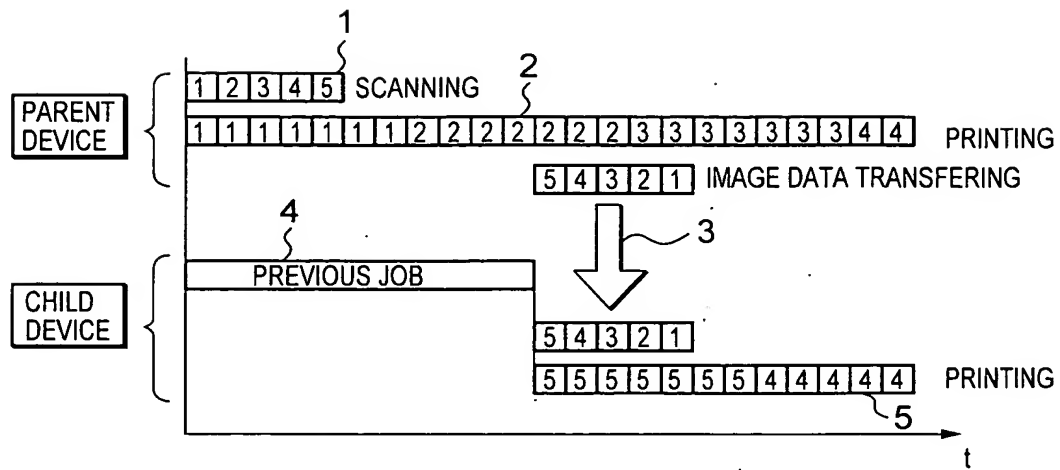 1
1 2 3 4 5 SCANNING
2
PARENT DEVICE
1 1 1 1 1 1 1 2 2 2 2 2 2 2 3 3 3 3 3 3 3 4 4 PRINTING
5 4 3 2 1 IMAGE DATA TRANSFERING
3
4
PREVIOUS JOB
CHILD DEVICE
5 4 3 2 1
5 5 5 5 5 5 5 4 4 4 4 4 PRINTING
5
t